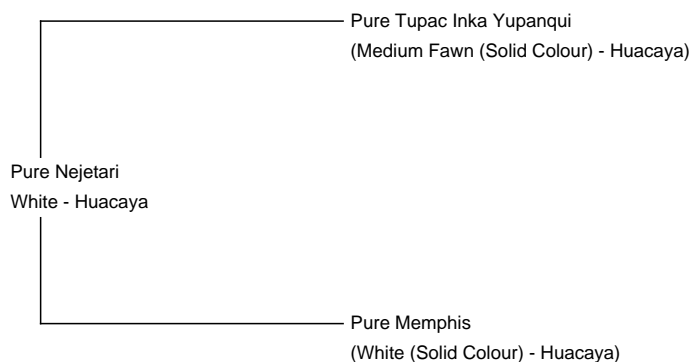 Pure Tupac Inka Yupanqui
(Medium Fawn (Solid Colour) - Huacaya)
Pure Nejetari
White - Huacaya
Pure Memphis
(White (Solid Colour) - Huacaya)